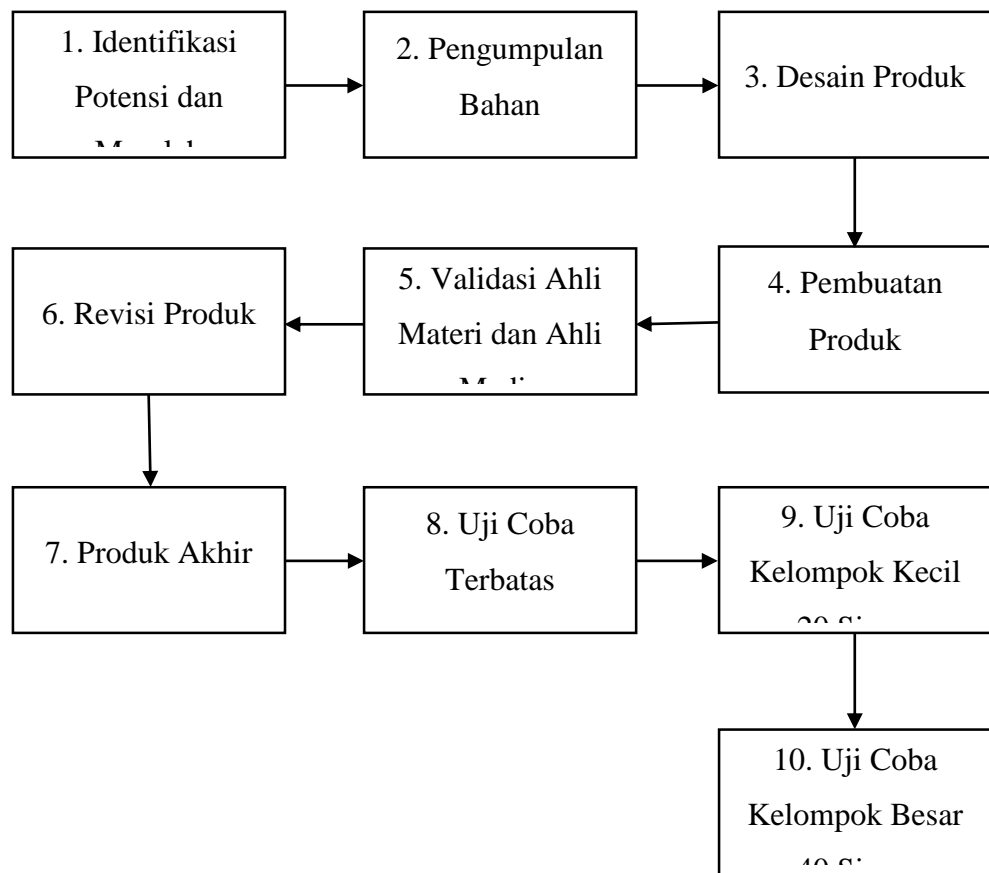 1. Identifikasi
Potensi dan
2. Pengumpulan
Bahan
3. Desain Produk
4. Pembuatan
Produk
5. Validasi Ahli
Materi dan Ahli
6. Revisi Produk
7. Produk Akhir
8. Uji Coba
Terbatas
9. Uji Coba
Kelompok Kecil
10. Uji Coba
Kelompok Besar